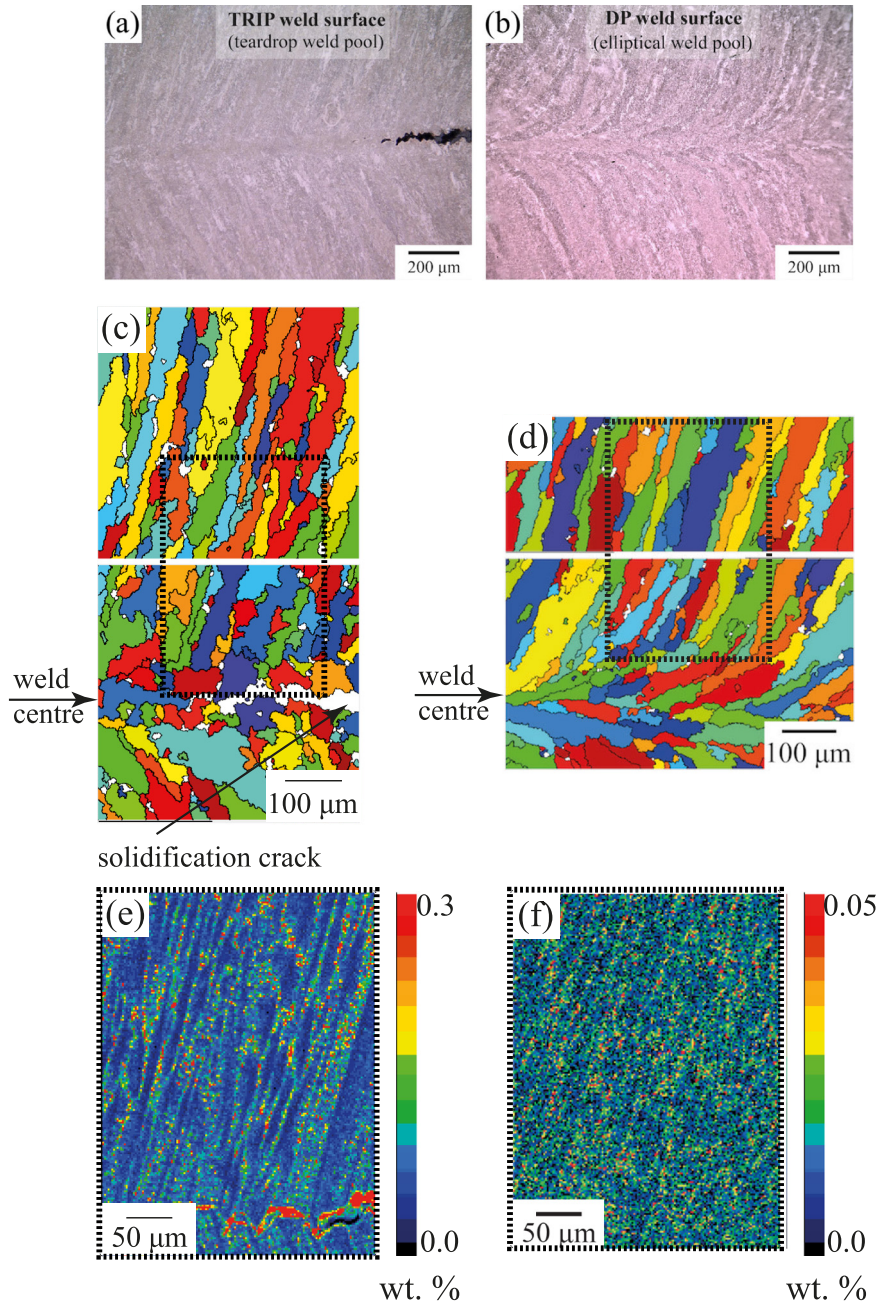 (a)
TRIP weld surface
(teardrop weld pool)
200 μm
(b)
DP weld surface
(elliptical weld pool)
200 μm
(c)
weld
centre
100 μm
solidification crack
(d)
weld
centre
100 μm
(e)
50 μm
0.3
0.0
wt. %
(f)
50 μm
0.05
0.0
wt. %